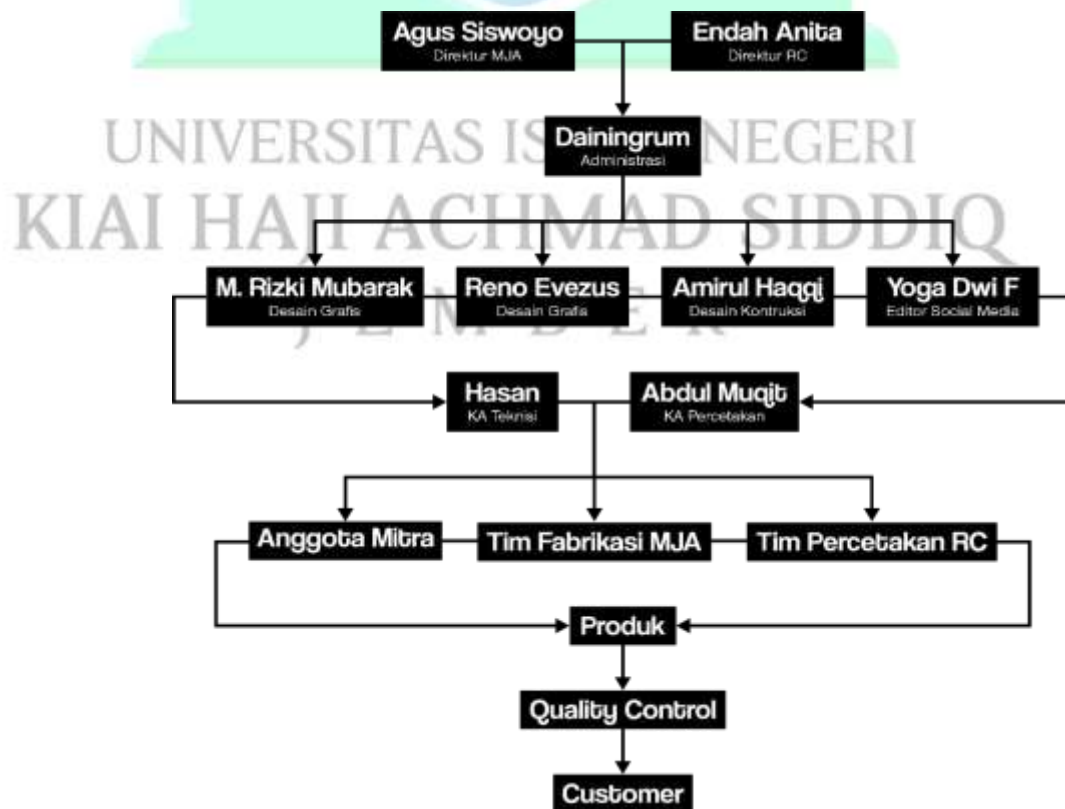 Agus Siswoyo
Direktur MJA
Endah Anita
Direktur RC
UNIVERSITAS IS NEGERI
Dainingrum
Administrasi
KIAI HAJI ACHMAD SIDDIQ
M. Rizki Mubarak
Desain Grafis
Reno Evezus
Desain Grafis
Amirul Haqqi
Desain Kontruksi
Yoga Dwi F
Editor Social Media
J E M B E R
Hasan
KA Teknisi
Abdul Muqit
KA Percetakan
Anggota Mitra
Tim Fabrikasi MJA
Tim Percetakan RC
Produk
Quality Control
Customer